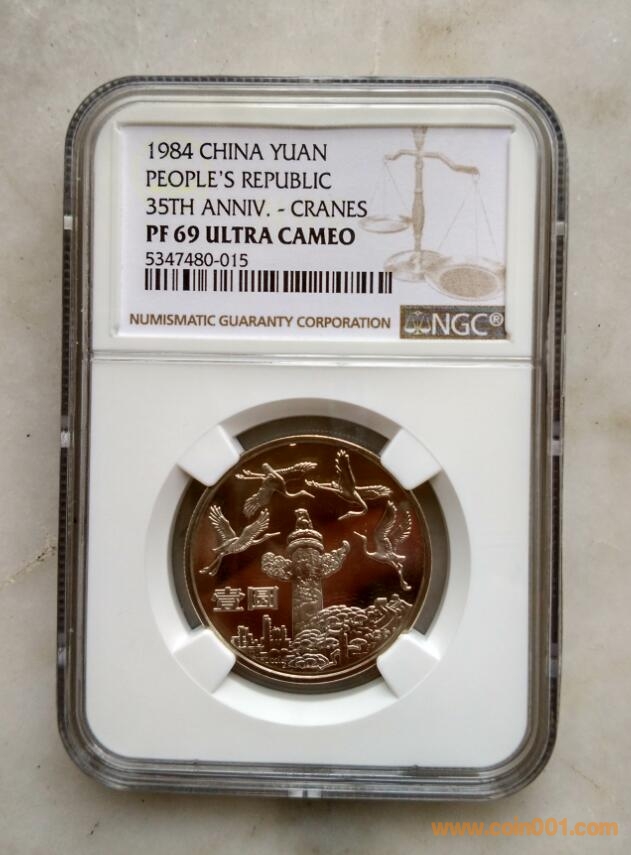 1984 CHINA YUAN
PEOPLE'S REPUBLIC
35TH ANNIV. - CRANES
PF 69 ULTRA CAMEO
5347480-015
NUMISMATIC GUARANTY CORPORATION NGC®
壹圆
www.coin001.com